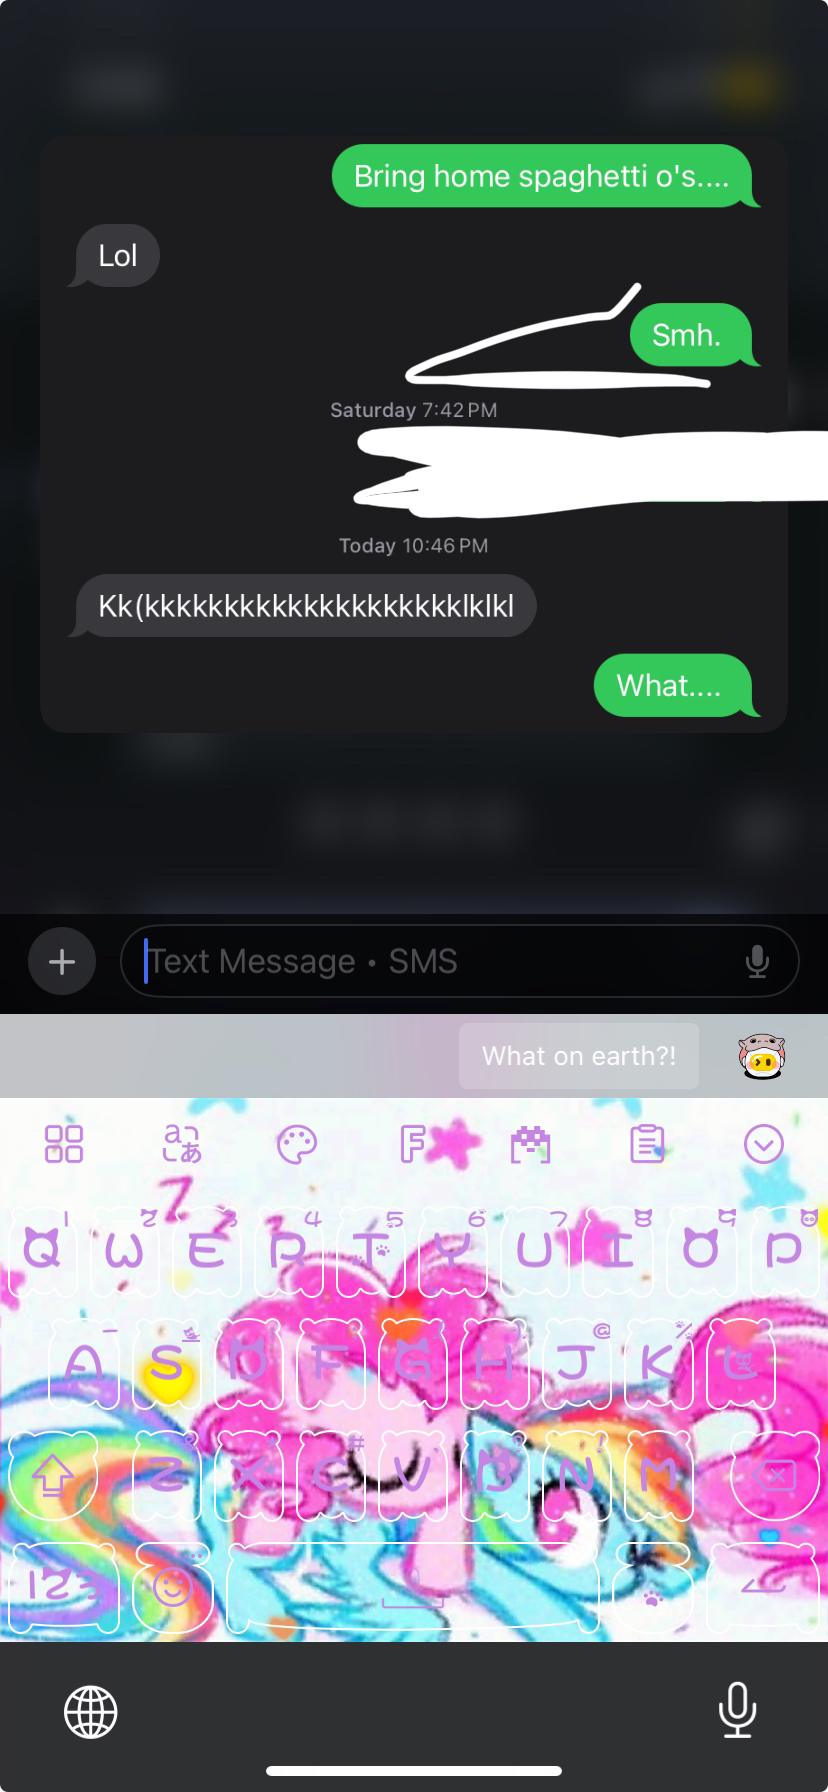 Bring home spaghetti o's....
Lol
Smh.
Saturday 7:42 PM
Today 10:46 PM
Kk(kkkkkkkkkkkkkkkkkkkklklkl
What....
Text Message • SMS
What on earth?!
1 2 3 4 5 6 7 8 9
Q W E R T Y U I O P
@ %
A S D F G H J K L
#
Z X C V B N M
123